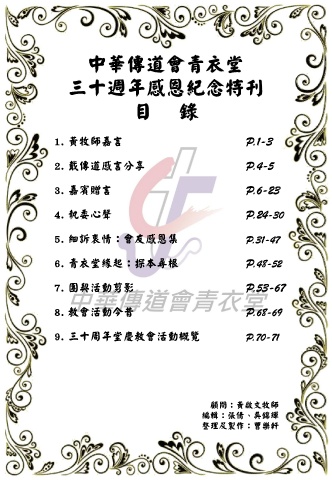 中華傳道會青衣堂
三十週年感恩紀念特刊
目 錄
1. 黃牧師嘉言 P.1-3
2. 戴傳道感言分享 P.4-5
3. 嘉賓贈言 P.6-23
4. 執委心聲 P.24-30
5. 細訴衷情：會友感恩集 P.31-47
6. 青衣堂緣起：探本尋根 P.48-52
7. 團契活動剪影 P.53-67
中華傳道會青衣堂
8. 教會活動今昔 P.68-69
9. 三十周年堂慶教會活動概覽 P.70-71
顧問：黃啟文牧師
編輯：張倩、吳錦輝
整理及製作：曹樂軒